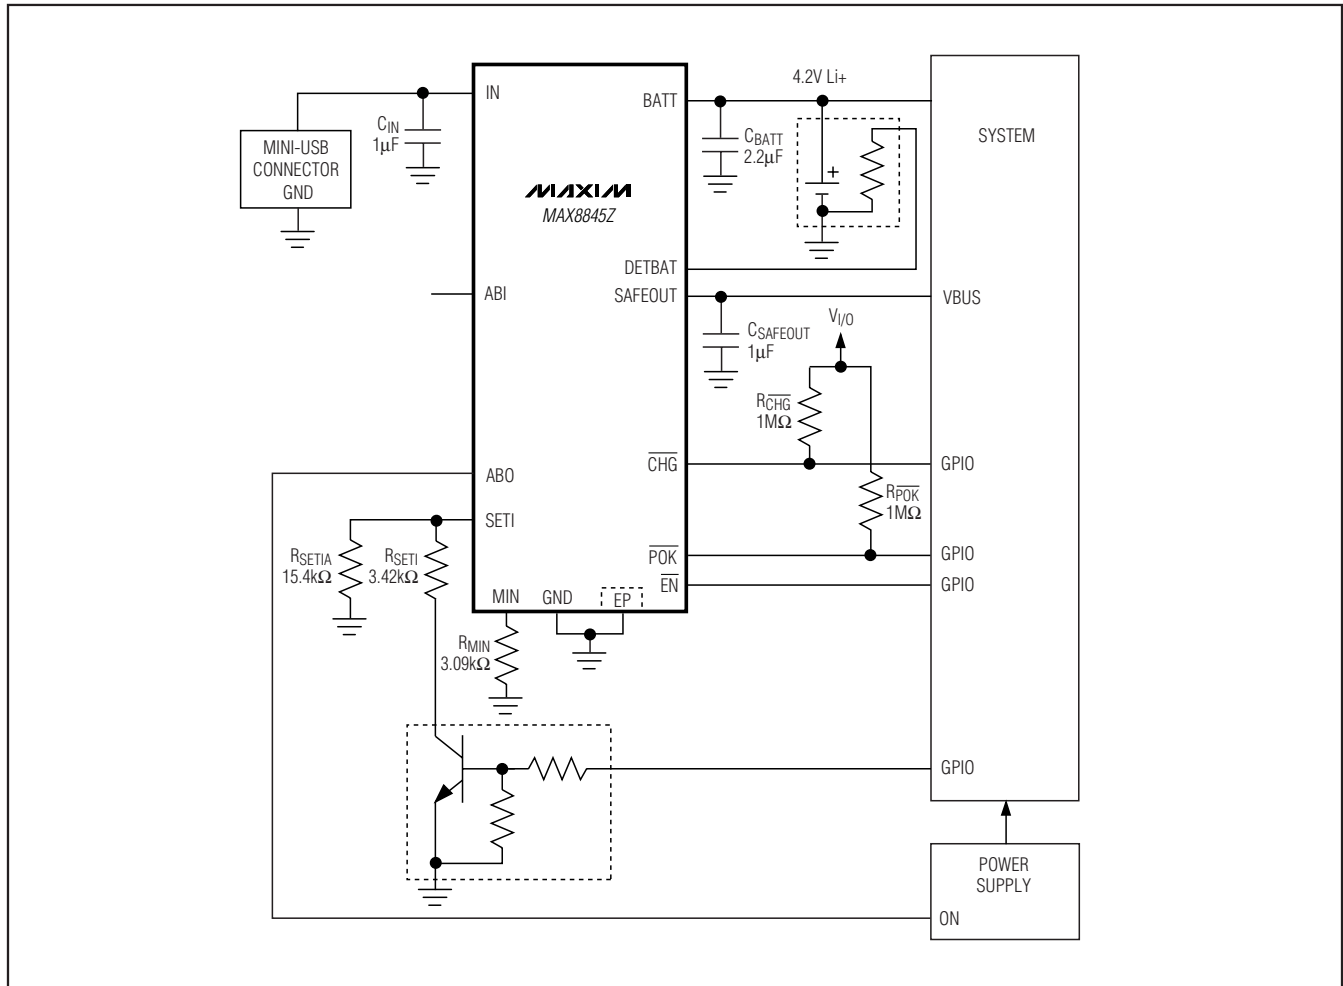 4.2V Li+
IN
BATT
SYSTEM
CIN
1µF
CBATT
2.2µF
MINI-USB
CONNECTOR
GND
+
MAXIM
MAX8845Z
DETBAT
ABI
SAFEOUT
VBUS
CSAFEOUT
1µF
VI/O
RCHG
1MΩ
ABO
CHG
GPIO
RPOK
1MΩ
SETI
RSETIA
15.4kΩ
RSETI
3.42kΩ
POK
GPIO
EN
GPIO
MIN
GND
EP
RMIN
3.09kΩ
GPIO
POWER
SUPPLY
ON